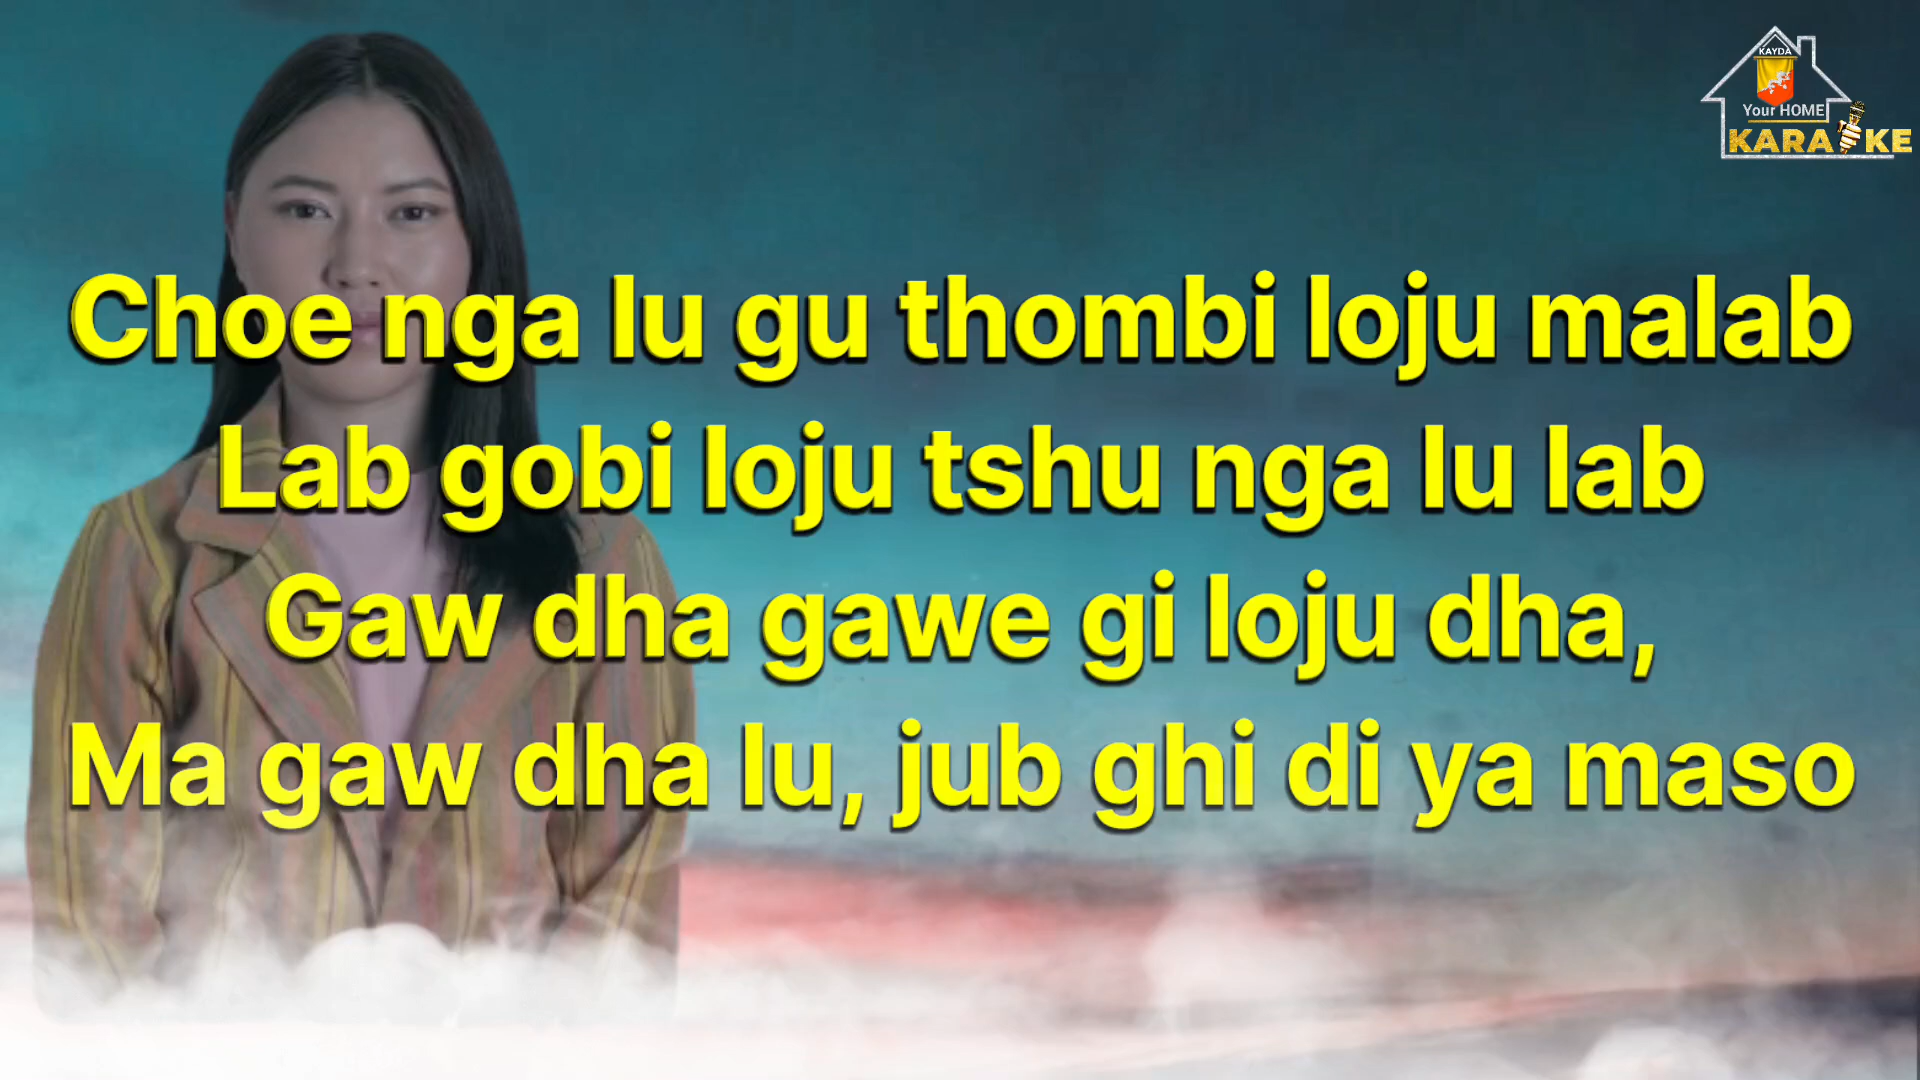 KAYDA
Your HOME
KARAOKE
Choe nga lu gu thombi loju malab
Lab gobi loju tshu nga lu lab
Gaw dha gawe gi loju dha,
Ma gaw dha lu, jub ghi di ya maso